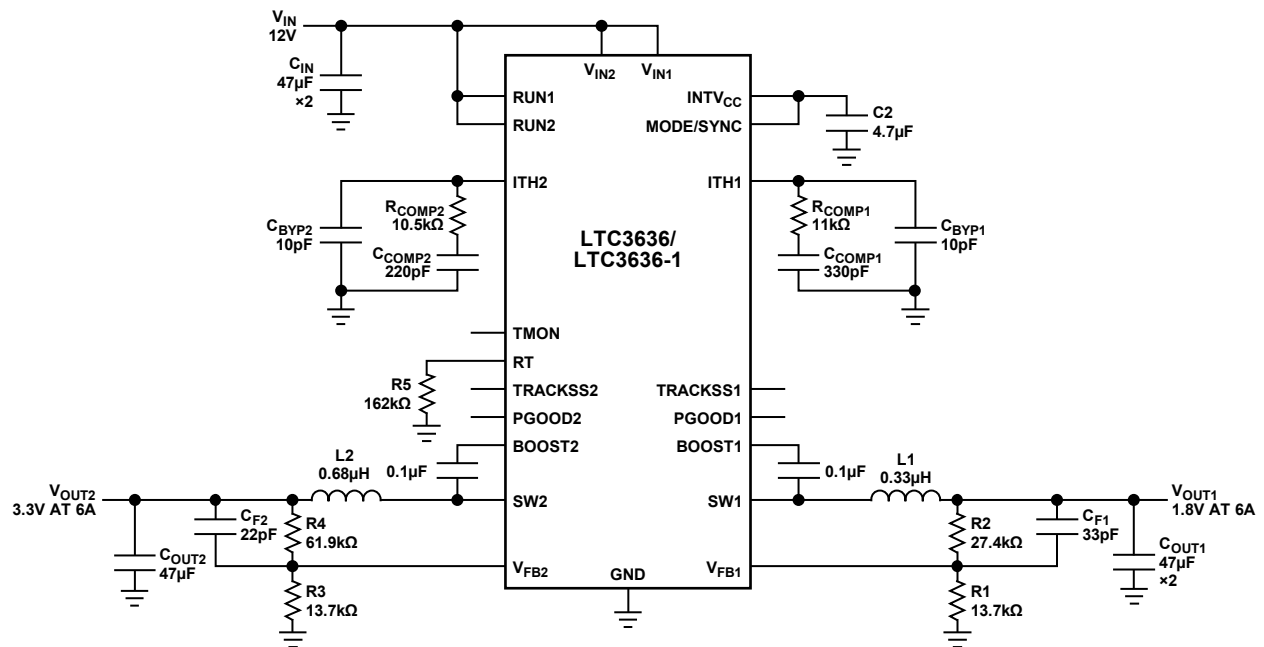 VIN
12V
CIN
47µF
×2
VIN2
VIN1
RUN1
RUN2
INTVCC
MODE/SYNC
C2
4.7µF
ITH2
ITH1
RCOMP2
10.5kΩ
CBYP2
10pF
CCOMP2
220pF
LTC3636/
LTC3636-1
RCOMP1
11kΩ
CBYP1
10pF
CCOMP1
330pF
TMON
RT
R5
162kΩ
TRACKSS2
TRACKSS1
PGOOD2
PGOOD1
BOOST2
BOOST1
L2
0.68µH
0.1µF
0.1µF
L1
0.33µH
VOUT2
3.3V AT 6A
SW2
SW1
VOUT1
1.8V AT 6A
CF2
22pF
R4
61.9kΩ
R2
27.4kΩ
CF1
33pF
COUT2
47µF
COUT1
47µF
×2
VFB2
GND
VFB1
R3
13.7kΩ
R1
13.7kΩ